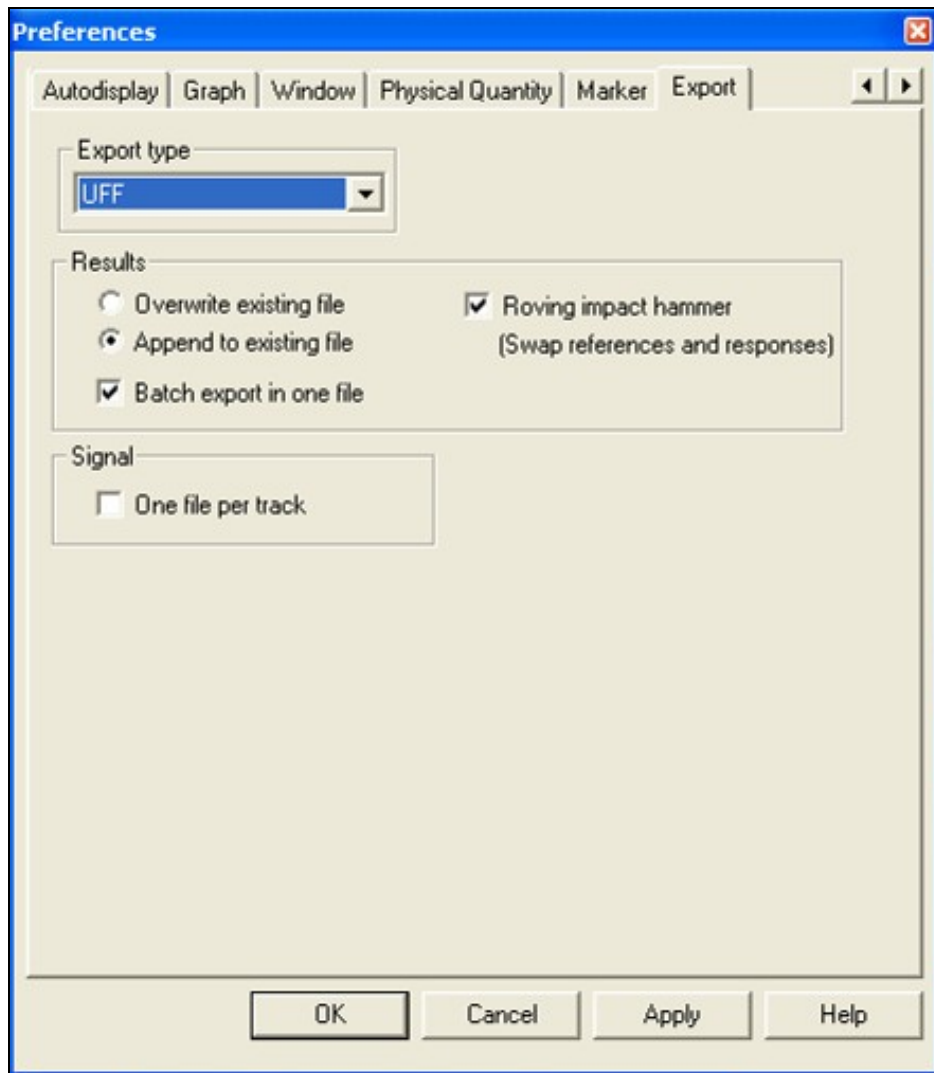 Preferences
Autodisplay Graph Window Physical Quantity Marker Export
Export type
UFF
Results
Overwrite existing file
Append to existing file
Batch export in one file
Roving impact hammer
(Swap references and responses)
Signal
One file per track
OK Cancel Apply Help